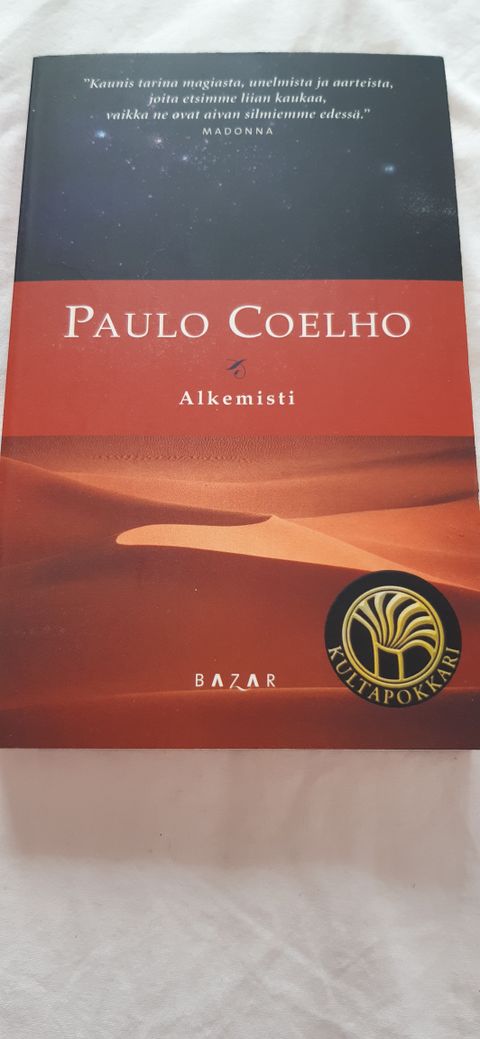 "Kaunis tarina magiasta, unelmista ja aarteista,
joita etsimme liian kaukaa,
vaikka ne ovat aivan silmiemme edessä."
MADONNA
PAULO COELHO
Alkemisti
BAZAR
KULTAPOKKARI